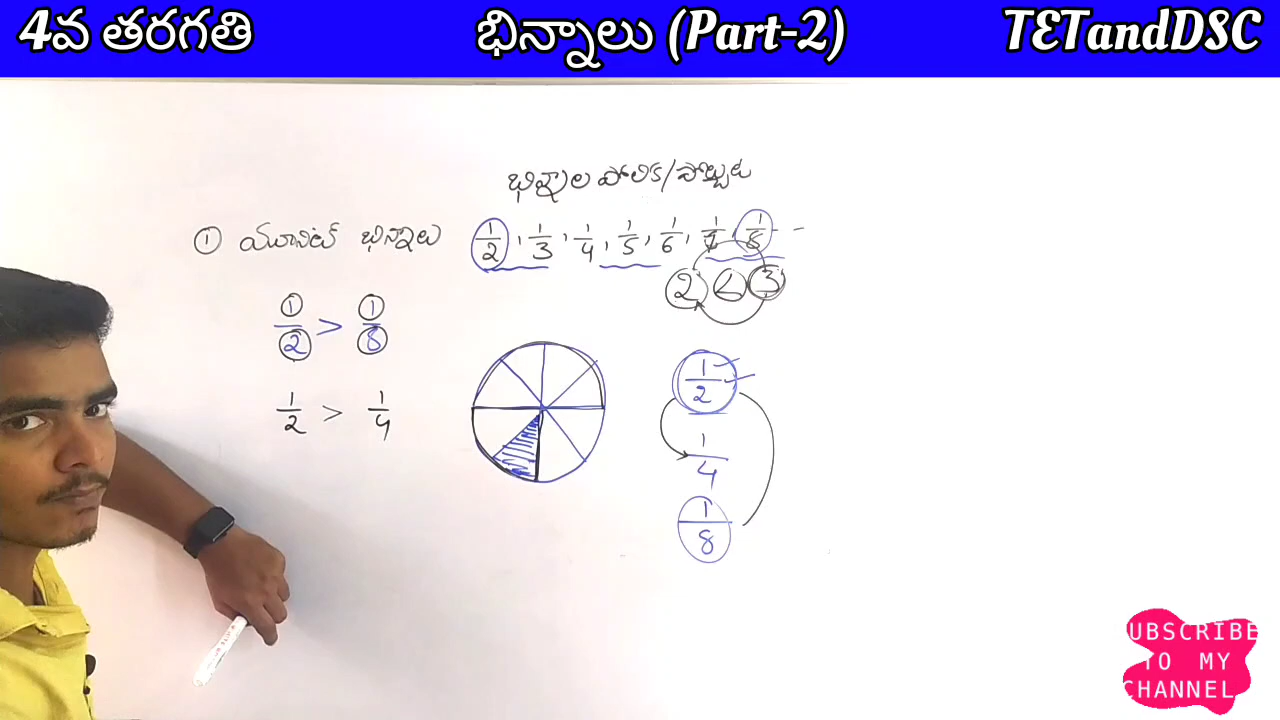 4వ తరగతి భిన్నాలు (Part-2) TETandDSC
భిన్నాల పోలిక/పోల్చుట
① యూనిట్ భిన్నాలు 1/2, 1/3, 1/4, 1/5, 1/6, 1/7, 1/8 - -
2 < 3
1/2 > 1/8
1/2
1/2 > 1/4
1/4
1/8
UBSCRIBE
TO MY
CHANNEL